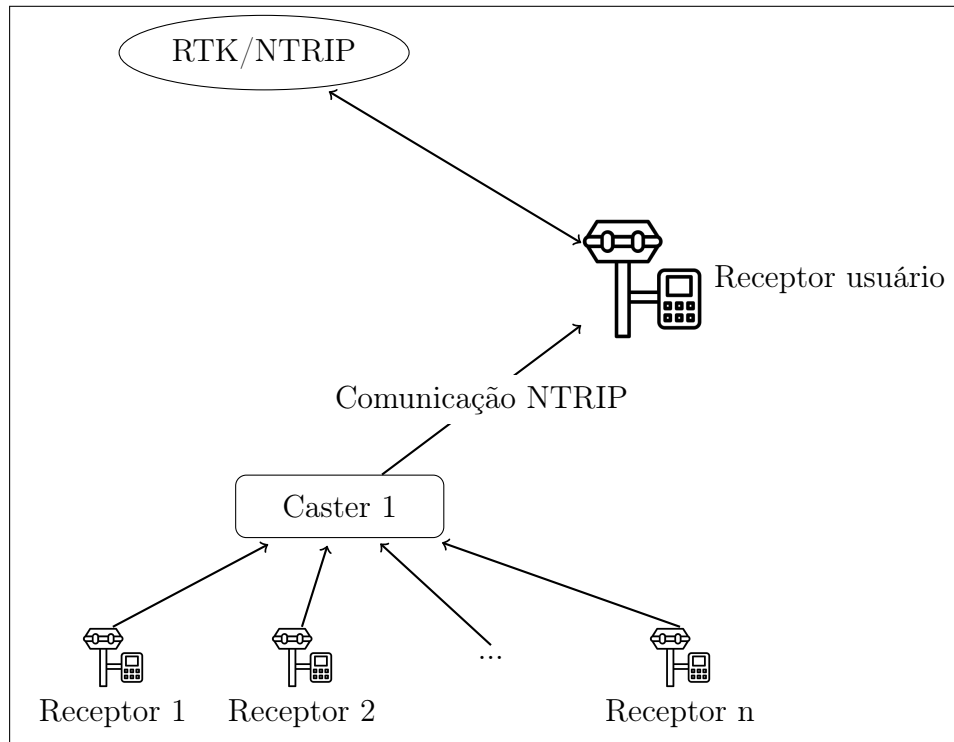 RTK/NTRIP
Receptor usuário
Comunicação NTRIP
Caster 1
...
Receptor 1
Receptor 2
Receptor n